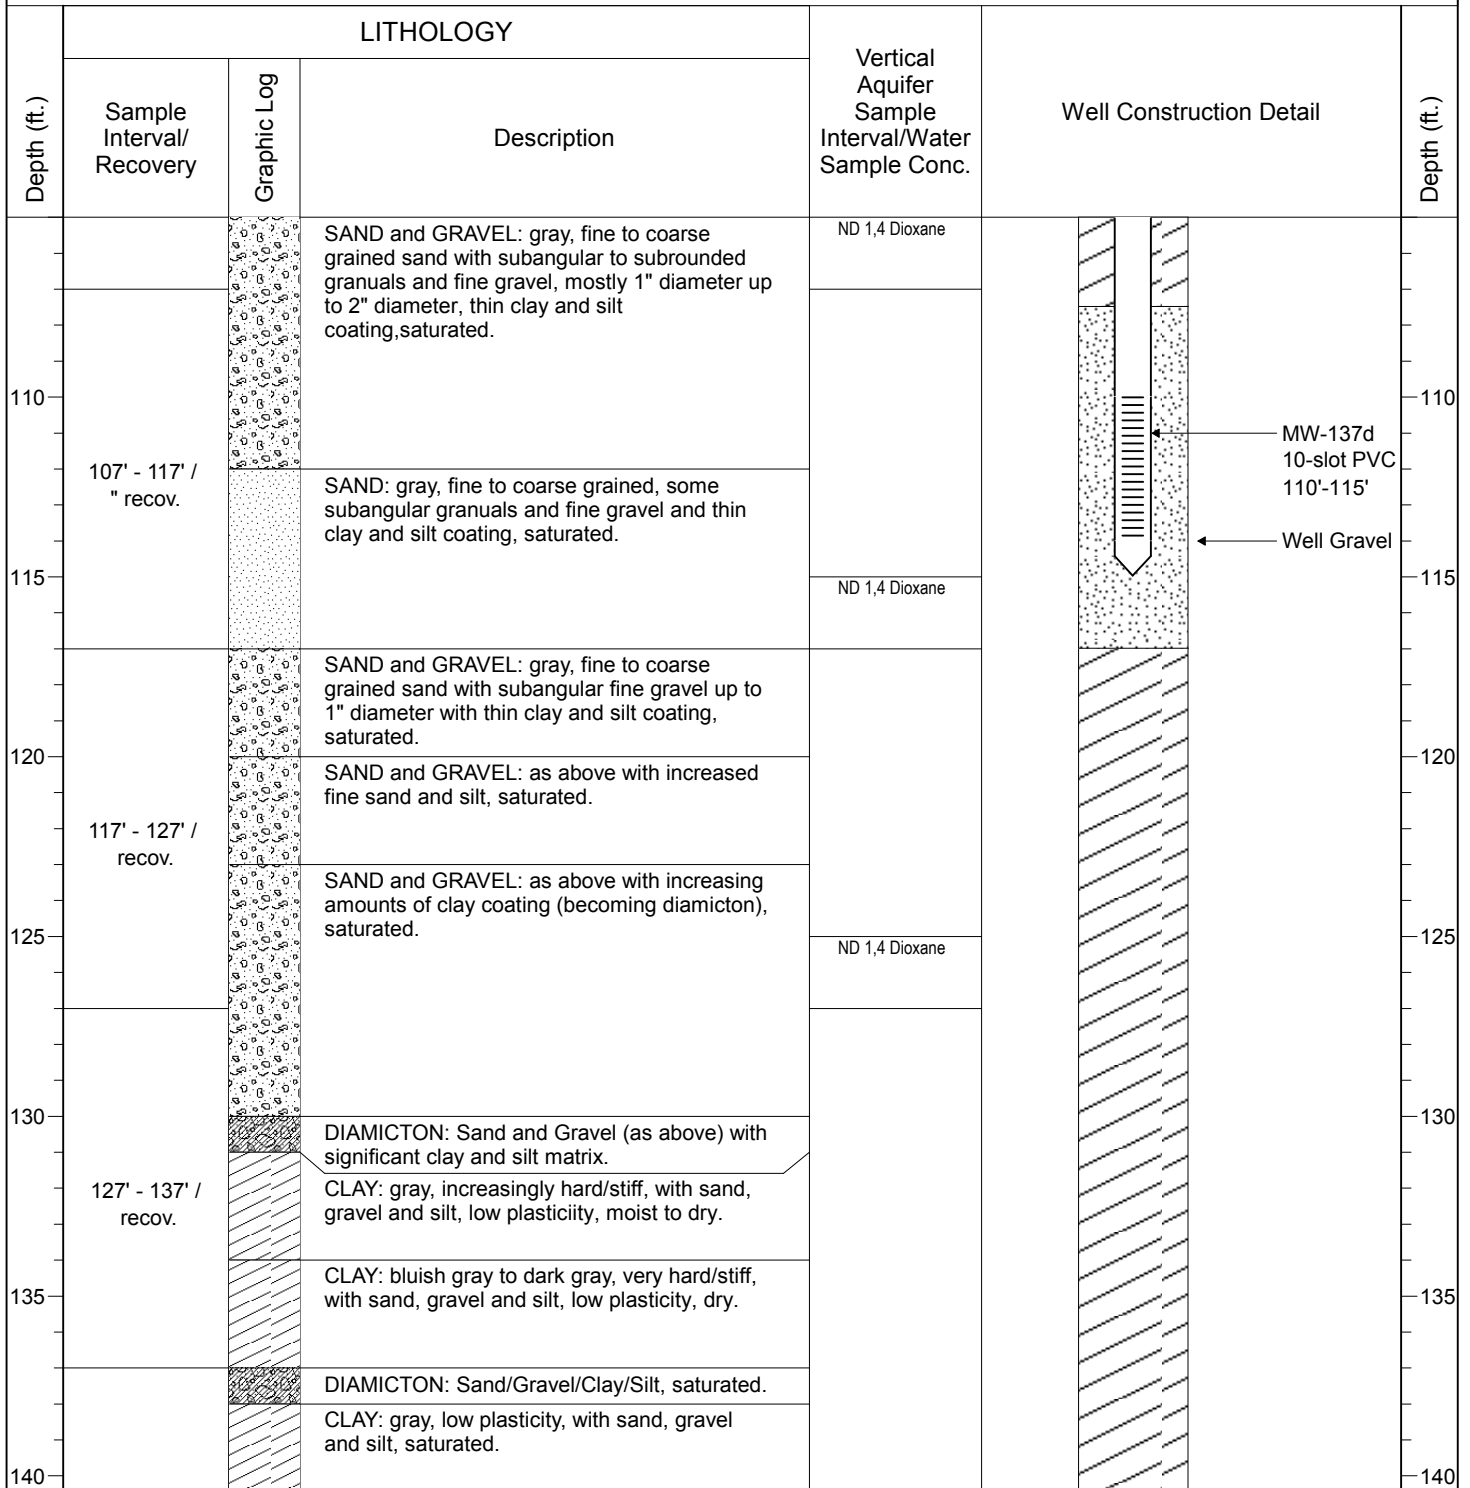 LITHOLOGY
Depth (ft.)
Sample
Interval/
Recovery
Graphic Log
Description
Vertical
Aquifer
Sample
Interval/Water
Sample Conc.
Well Construction Detail
Depth (ft.)
SAND and GRAVEL: gray, fine to coarse
grained sand with subangular to subrounded
granuals and fine gravel, mostly 1" diameter up
to 2" diameter, thin clay and silt
coating,saturated.
ND 1,4 Dioxane
110
110
107' - 117' /
" recov.
SAND: gray, fine to coarse grained, some
subangular granuals and fine gravel and thin
clay and silt coating, saturated.
MW-137d
10-slot PVC
110'-115'
Well Gravel
115
ND 1,4 Dioxane
115
SAND and GRAVEL: gray, fine to coarse
grained sand with subangular fine gravel up to
1" diameter with thin clay and silt coating,
saturated.
120
120
SAND and GRAVEL: as above with increased
fine sand and silt, saturated.
117' - 127' /
recov.
SAND and GRAVEL: as above with increasing
amounts of clay coating (becoming diamicton),
saturated.
125
ND 1,4 Dioxane
125
130
130
DIAMICTON: Sand and Gravel (as above) with
significant clay and silt matrix.
127' - 137' /
recov.
CLAY: gray, increasingly hard/stiff, with sand,
gravel and silt, low plasticiity, moist to dry.
CLAY: bluish gray to dark gray, very hard/stiff,
with sand, gravel and silt, low plasticity, dry.
135
135
DIAMICTON: Sand/Gravel/Clay/Silt, saturated.
CLAY: gray, low plasticity, with sand, gravel
and silt, saturated.
140
140